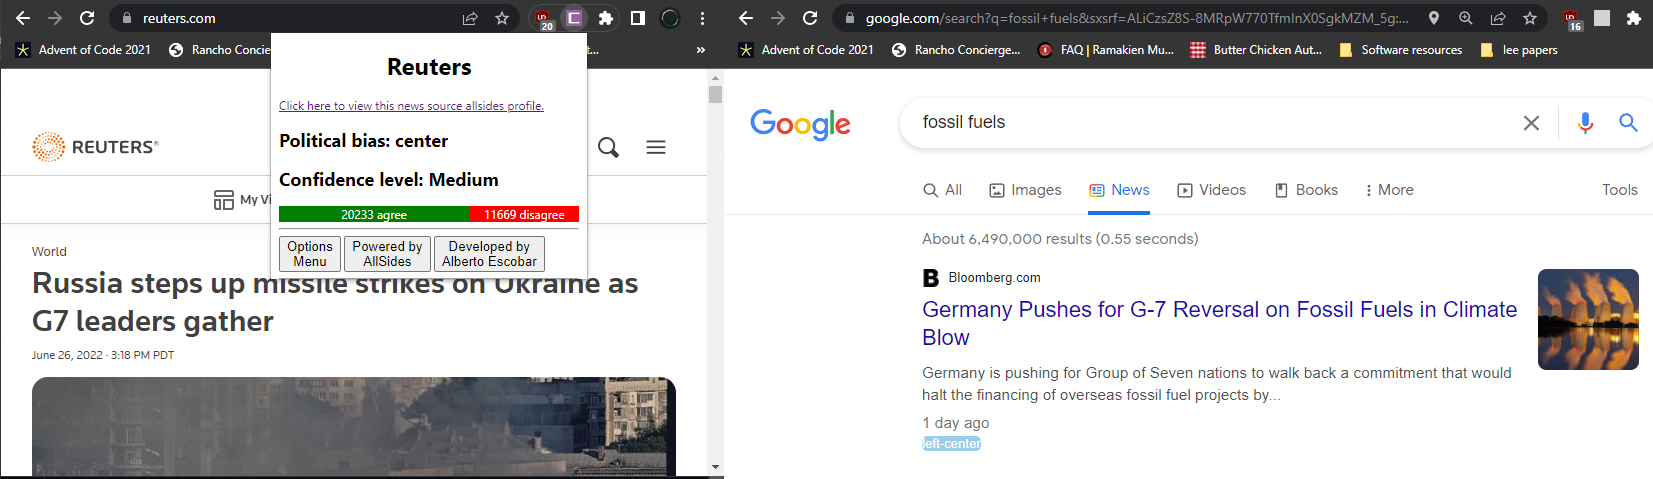 reuters.com
20
Advent of Code 2021
Rancho Concierg
t...
»
Reuters
Click here to view this news source allsides profile.
Political bias: center
Confidence level: Medium
20233 agree
11669 disagree
Options Menu
Powered by AllSides
Developed by Alberto Escobar
REUTERS®
My Vi
World
Russia steps up missile strikes on Ukraine as
G7 leaders gather
June 26, 2022 · 3:18 PM PDT
google.com/search?q=fossil+fuels&sxsrf=ALiCzsZ8S-8MRpW770TfmlnX0SgkMZM_5g:...
16
Advent of Code 2021
Rancho Concierge...
FAQ | Ramakien Mu...
Butter Chicken Aut...
Software resources
lee papers
Google
fossil fuels
All
Images
News
Videos
Books
More
Tools
About 6,490,000 results (0.55 seconds)
B Bloomberg.com
Germany Pushes for G-7 Reversal on Fossil Fuels in Climate
Blow
Germany is pushing for Group of Seven nations to walk back a commitment that would
halt the financing of overseas fossil fuel projects by...
1 day ago
left-center